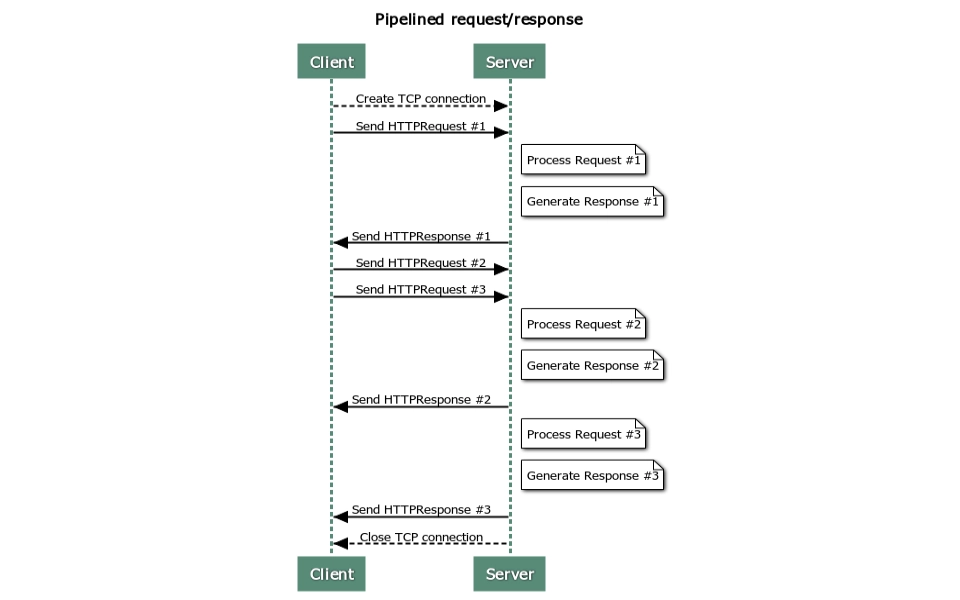 Pipelined request/response
Client Server
Create TCP connection
Send HTTPRequest #1
Process Request #1
Generate Response #1
Send HTTPResponse #1
Send HTTPRequest #2
Send HTTPRequest #3
Process Request #2
Generate Response #2
Send HTTPResponse #2
Process Request #3
Generate Response #3
Send HTTPResponse #3
Close TCP connection
Client Server